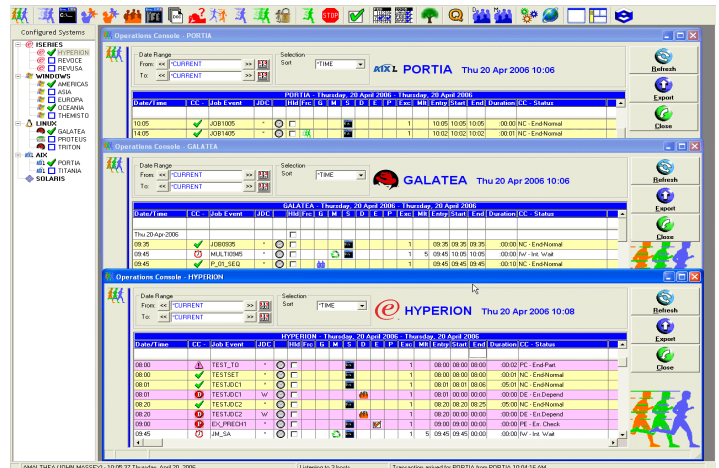 STOP
Configured Systems
ISERIES
HYPERION
REVOCE
REVUSA
WINDOWS
AMERICAS
ASIA
EUROPA
OCEANIA
THEMISTO
LINUX
GALATEA
PROTEUS
TRITON
AIX
PORTIA
TITANIA
SOLARIS
Operations Console - PORTIA
Date Range
Selection
From: << *CURRENT >> Sort *TIME
To: << *CURRENT >>
AIX L PORTIA Thu 20 Apr 2006 10:06
Refresh
Export
Close
PORTIA - Thursday, 20 April 2006 - Thursday, 20 April 2006
Date/Time CC - Job Event JDC Hld Frc G M S D E P Exc Mlt Entry Start End Duration CC - Status
10:05 JOB1005 * 1 10:05 10:05 10:05 :00:00 NC - End-Normal
14:05 JOB1405 * 1 10:02 10:02 10:02 :00:01 NC - End-Normal
Operations Console - GALATEA
Date Range
Selection
From: << *CURRENT >> Sort *TIME
To: << *CURRENT >>
GALATEA Thu 20 Apr 2006 10:06
Refresh
Export
Close
GALATEA - Thursday, 20 April 2006 - Thursday, 20 April 2006
Date/Time CC - Job Event JDC Hld Frc G M S D E P Exc Mlt Entry Start End Duration CC - Status
Thu 20-Apr-2006
09:35 JOB0935 * 1 09:35 09:35 09:35 :00:00 NC - End-Normal
09:45 MULTI09M5 * 1 5 09:45 10:05 10:05 :00:00 IW - Int. Wait
09:45 P_01_SEQ * 1 09:45 09:45 09:45 :00:10 NC - End-Normal
Operations Console - HYPERION
Date Range
Selection
From: << *CURRENT >> Sort *TIME
To: << *CURRENT >>
HYPERION Thu 20 Apr 2006 10:08
Refresh
Export
Close
HYPERION - Thursday, 20 April 2006 - Thursday, 20 April 2006
Date/Time CC - Job Event JDC Hld Frc G M S D E P Exc Mlt Entry Start End Duration CC - Status
08:00 TEST_TO * 1 08:00 08:00 08:00 :00:02 PC - End-Part.
08:00 TESTSET * 1 08:00 08:00 08:00 :00:01 NC - End-Normal
08:01 TESTJDC1 * 1 08:01 08:01 08:06 :05:01 NC - End-Normal
08:01 TESTJDC1 W 1 08:01 00:00 00:00 :00:00 DE - Err.Depend
08:20 TESTJDC2 * 1 08:20 08:20 08:25 :05:00 NC - End-Normal
08:20 TESTJDC2 W 1 08:20 00:00 00:00 :00:00 DE - Err.Depend
09:00 EX_PRECH1 * 1 09:00 00:00 00:00 :00:00 PE - Err. Check
09:45 JM_SA * 1 5 09:45 09:45 00:00 :00:00 IW - Int. Wait